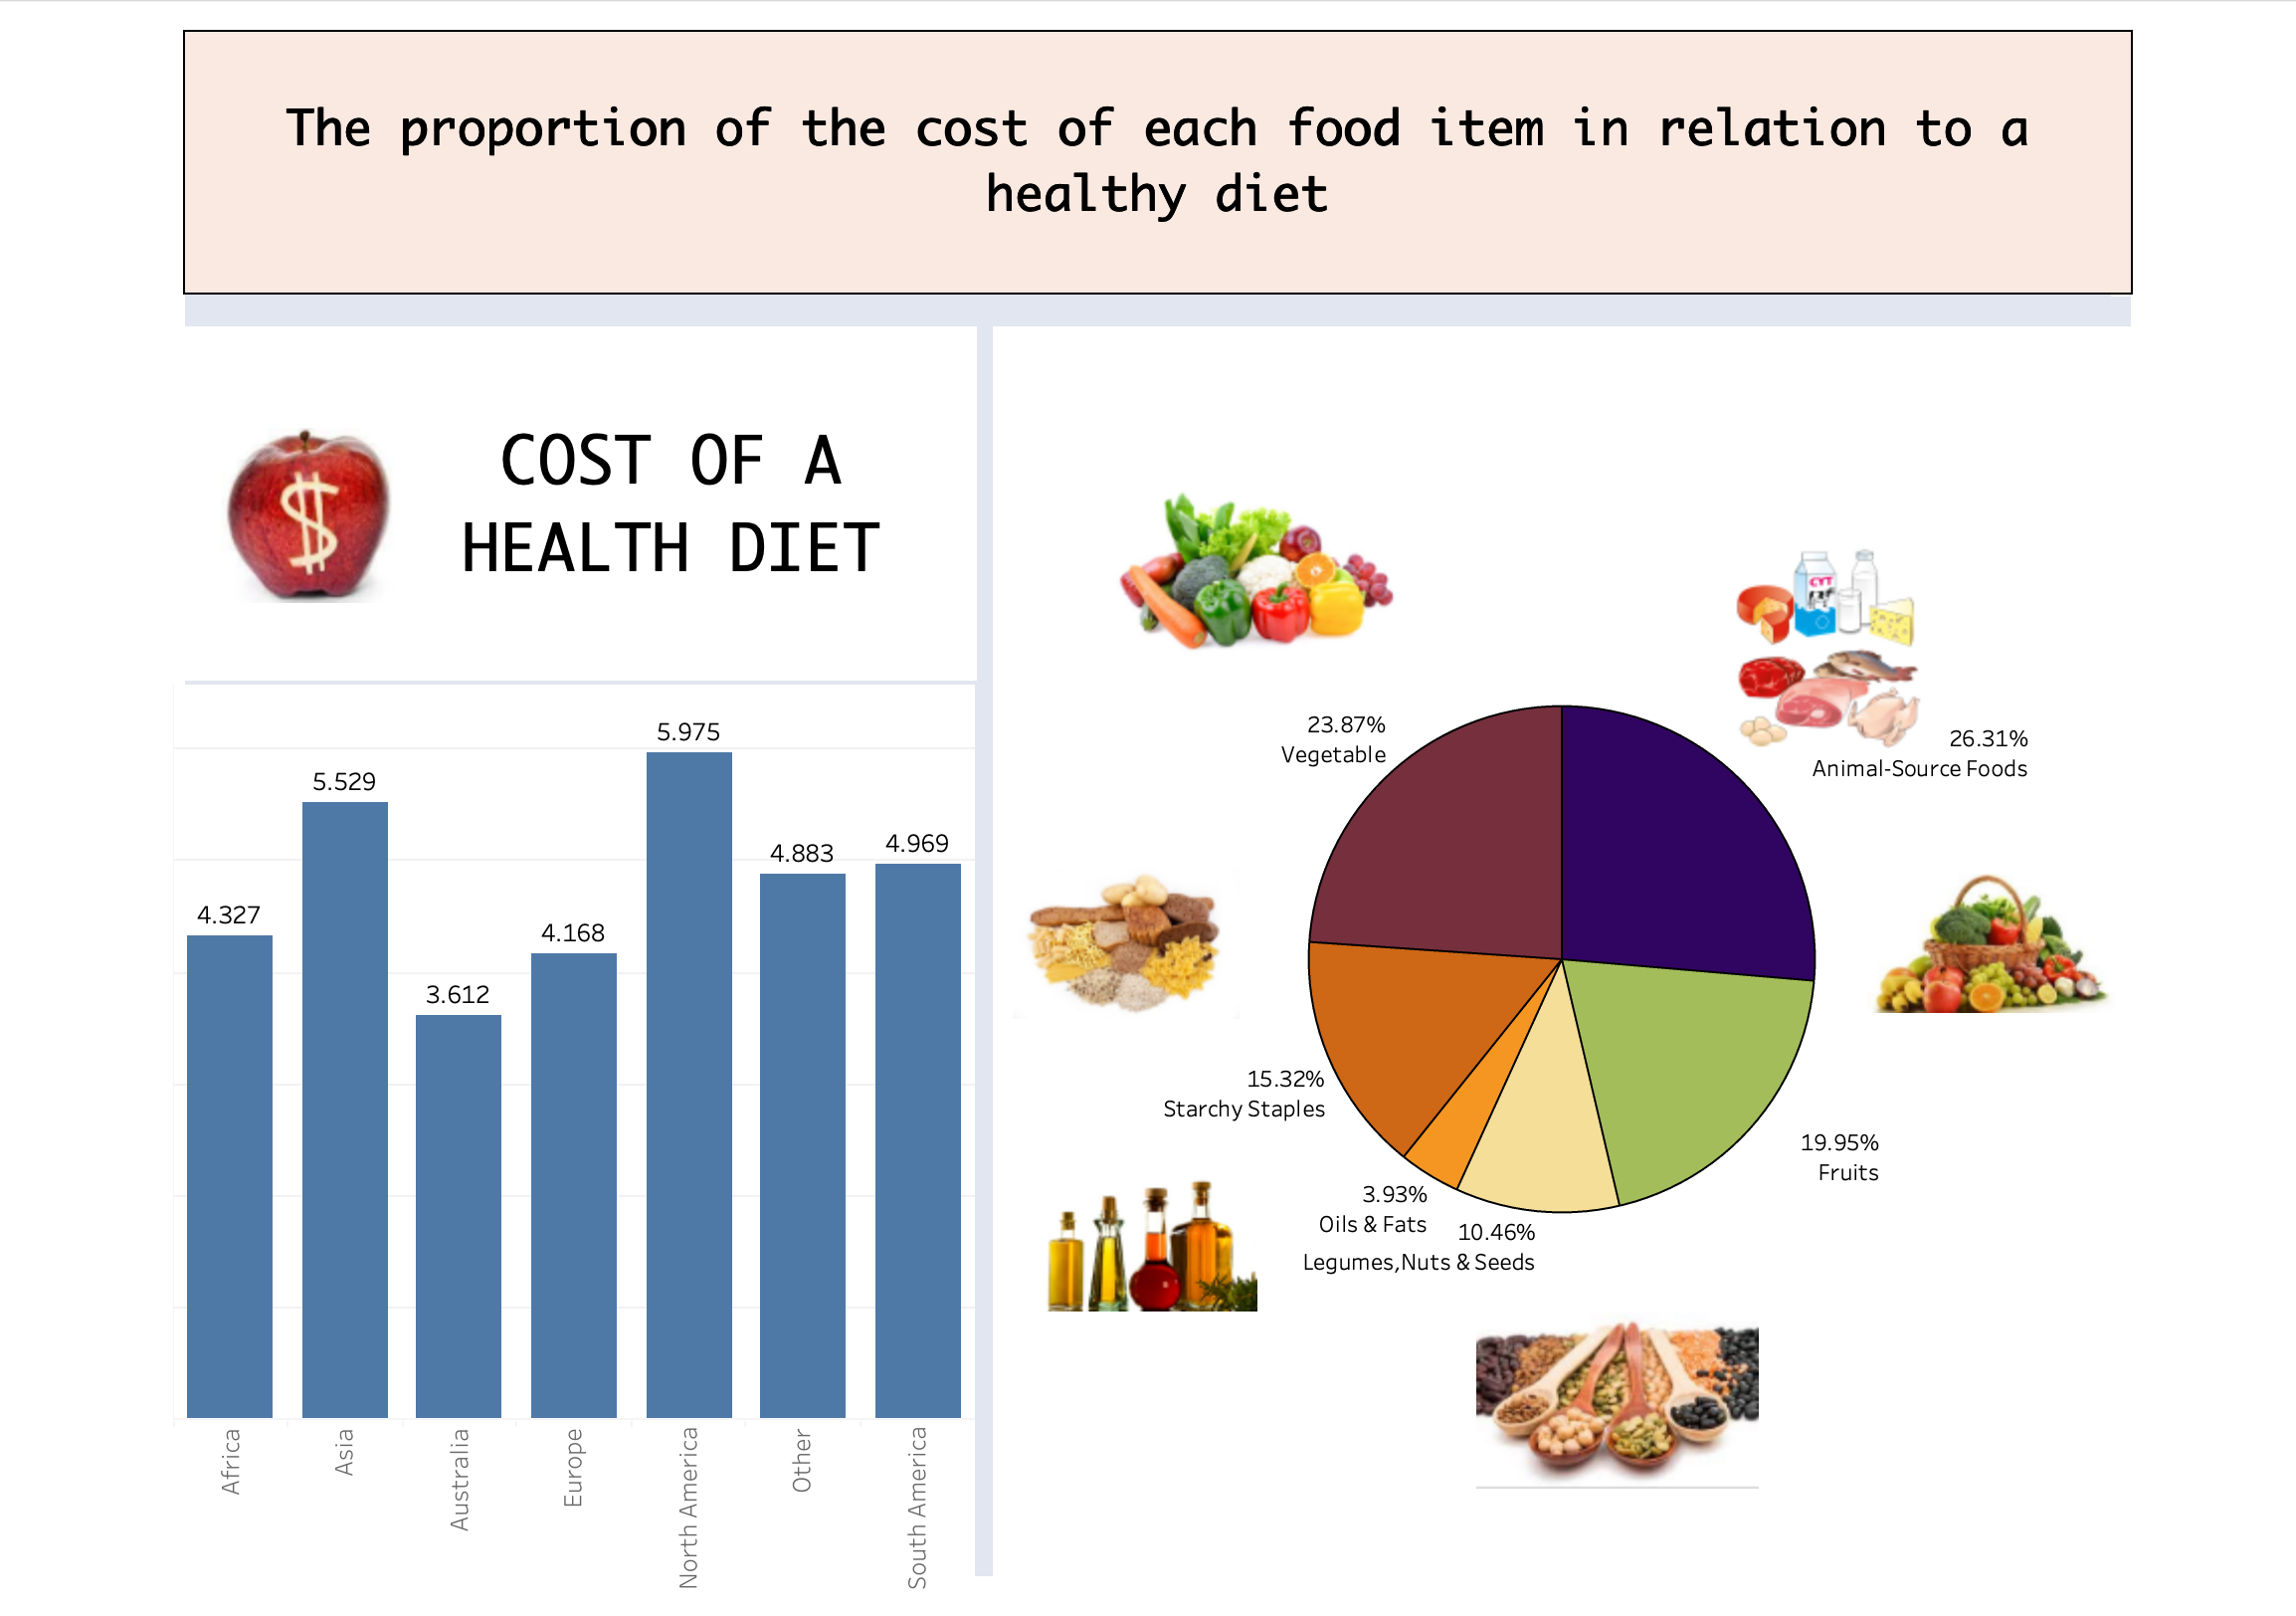 The proportion of the cost of each food item in relation to a
healthy diet
$
COST OF A
HEALTH DIET
5.975
5.529
4.969
4.883
4.327
4.168
3.612
Africa
Asia
Australia
Europe
North America
Other
South America
CYT
23.87%
Vegetable
26.31%
Animal-Source Foods
15.32%
Starchy Staples
19.95%
Fruits
3.93%
Oils & Fats
10.46%
Legumes,Nuts & Seeds